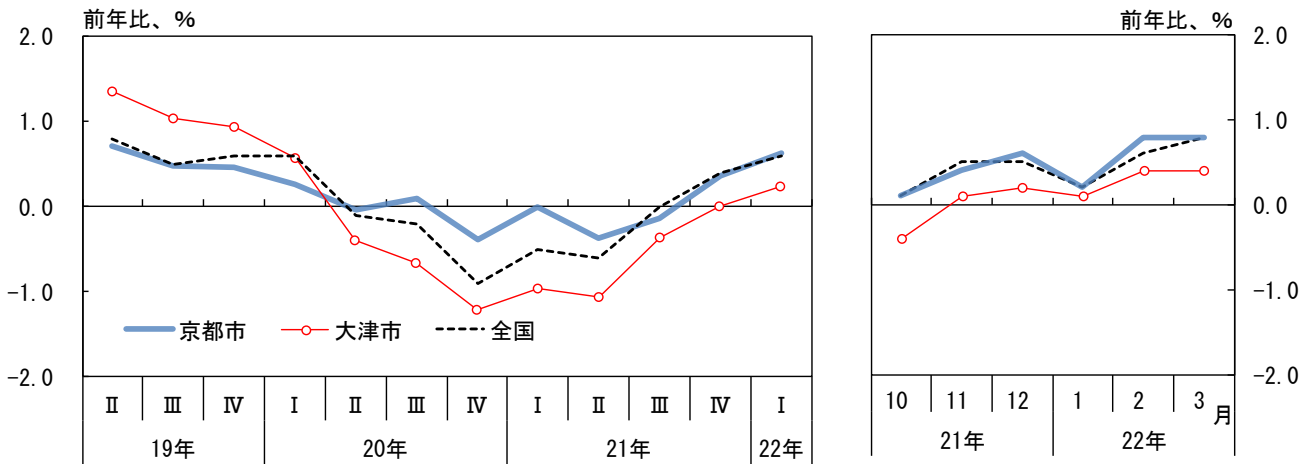 前年比、%
2.0
1.0
0.0
-1.0
-2.0
京都市 大津市 全国
Ⅱ Ⅲ Ⅳ Ⅰ Ⅱ Ⅲ Ⅳ Ⅰ Ⅱ Ⅲ Ⅳ Ⅰ
19年 20年 21年 22年
前年比、%
2.0
1.0
0.0
-1.0
-2.0
10 11 12 1 2 3 月
21年 22年